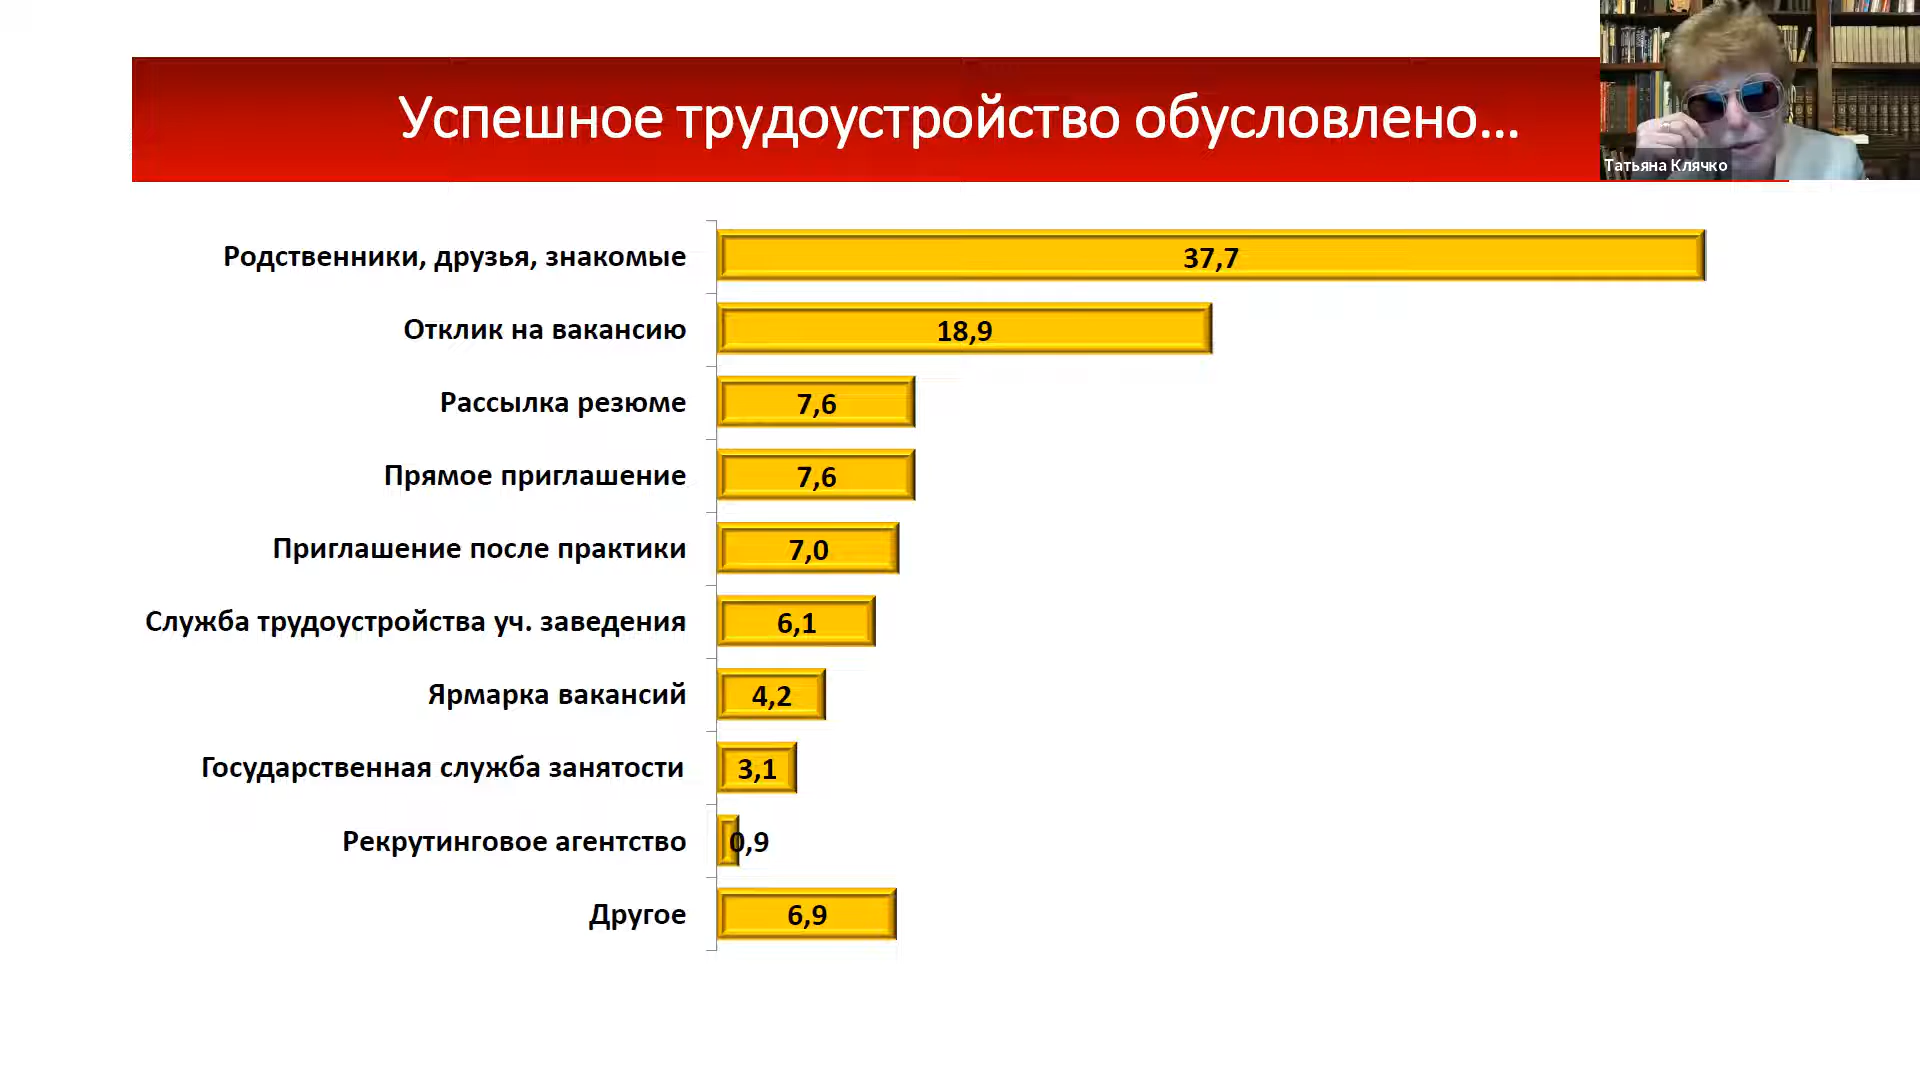 Успешное трудоустройство обусловлено...
Татьяна Клячко
Родственники, друзья, знакомые 37,7
Отклик на вакансию 18,9
Рассылка резюме 7,6
Прямое приглашение 7,6
Приглашение после практики 7,0
Служба трудоустройства уч. заведения 6,1
Ярмарка вакансий 4,2
Государственная служба занятости 3,1
Рекрутинговое агентство 0,9
Другое 6,9